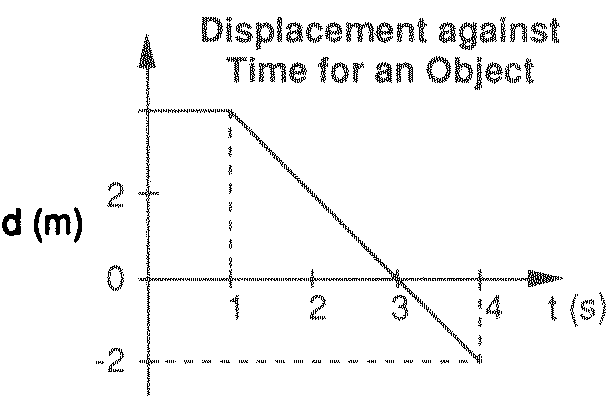 Displacement against
Time for an Object
2
d (m)
0
1 2 3 4 t (s)
-2